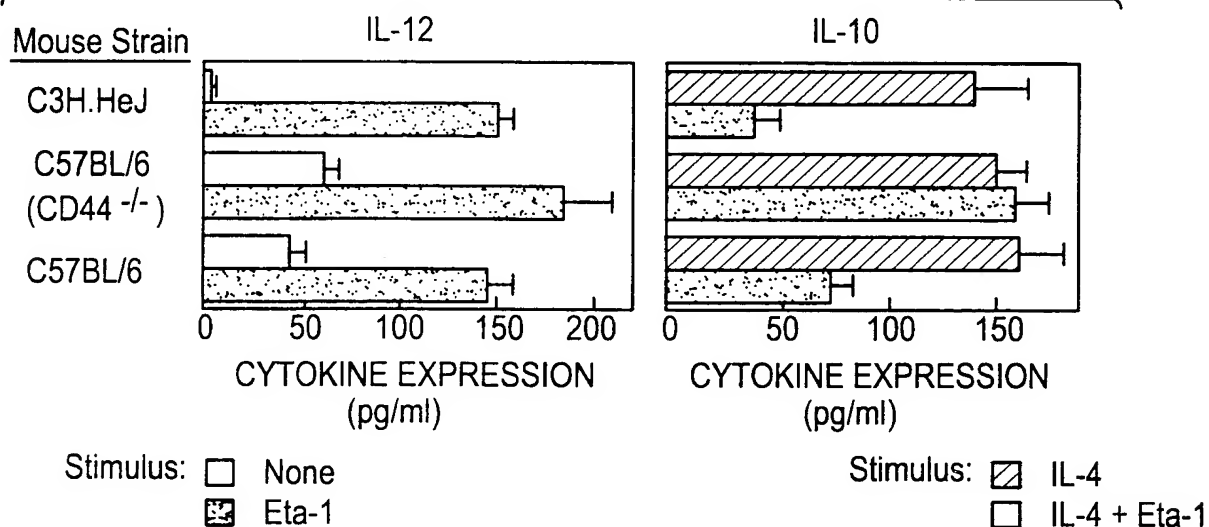 Mouse Strain
IL-12
IL-10
C3H.HeJ
C57BL/6
(CD44 -/-)
C57BL/6
0 50 100 150 200
0 50 100 150
CYTOKINE EXPRESSION
(pg/ml)
CYTOKINE EXPRESSION
(pg/ml)
Stimulus: None
Eta-1
Stimulus: IL-4
IL-4 + Eta-1